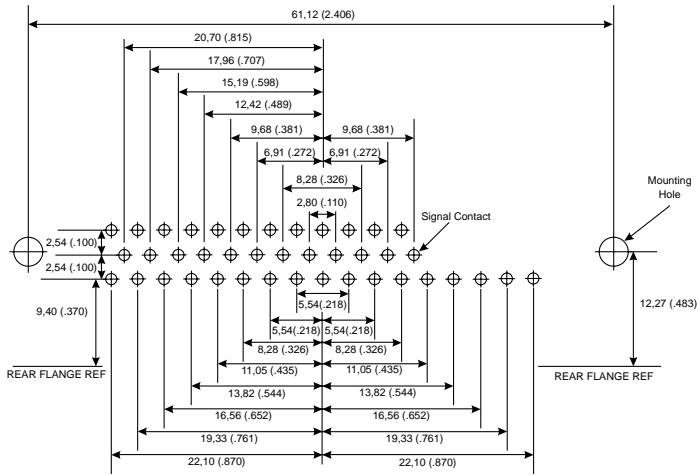 61,12 (2.406)
20,70 (.815)
17,96 (.707)
15,19 (.598)
12,42 (.489)
9,68 (.381) 9,68 (.381)
6,91 (.272) 6,91 (.272)
8,28 (.326)
2,80 (.110)
Mounting
Hole
Signal Contact
2,54 (.100)
2,54 (.100)
9,40 (.370)
12,27 (.483)
5,54(.218)
5,54(.218) 5,54(.218)
8,28 (.326) 8,28 (.326)
REAR FLANGE REF REAR FLANGE REF
11,05 (.435) 11,05 (.435)
13,82 (.544) 13,82 (.544)
16,56 (.652) 16,56 (.652)
19,33 (.761) 19,33 (.761)
22,10 (.870) 22,10 (.870)